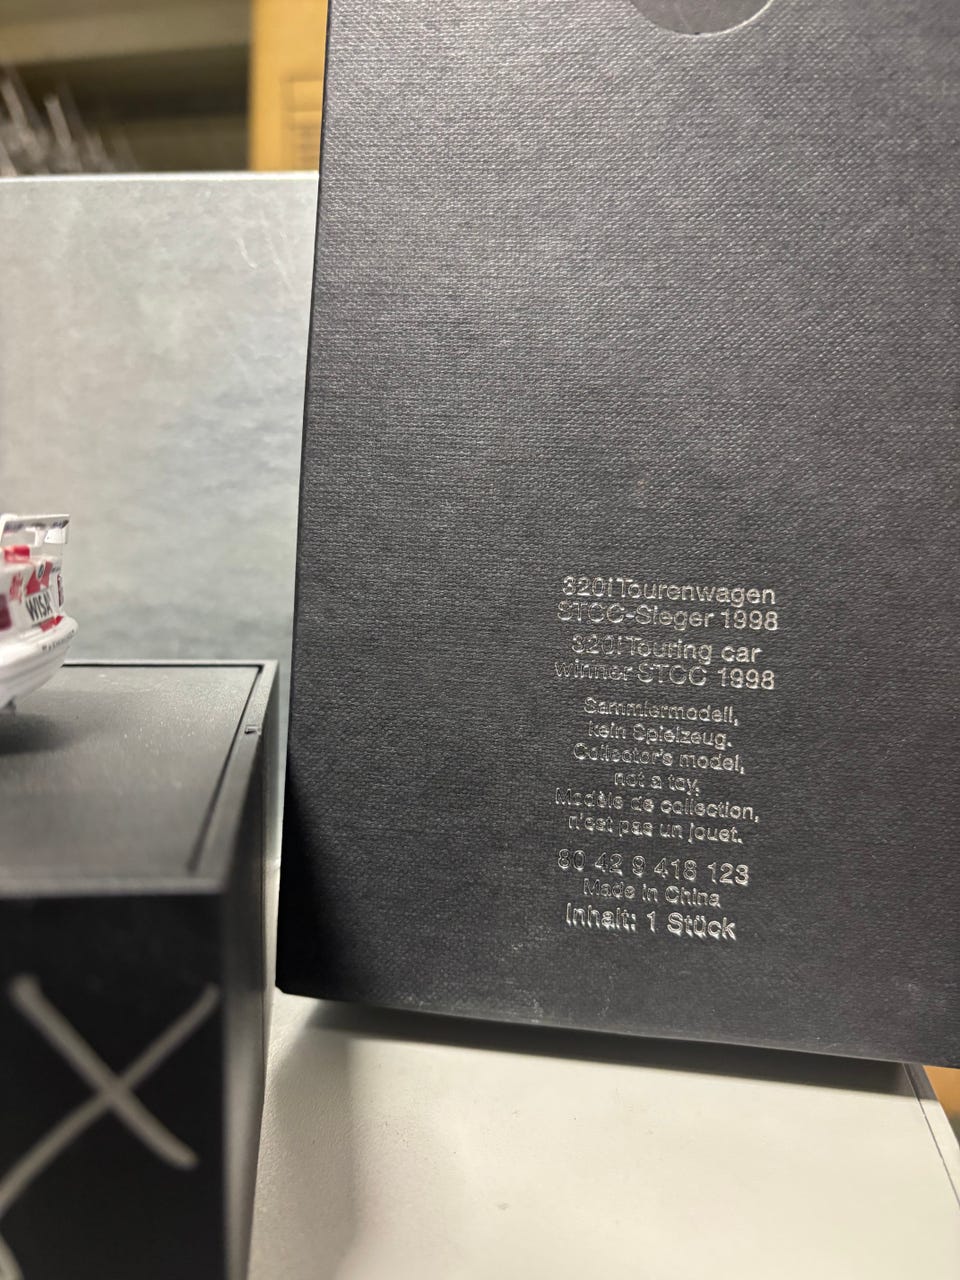 320i Tourenwagen
STCC-Sieger 1998
320i Touring car
winner STCC 1998
Sammlermodell,
kein Spielzeug.
Collector's model,
not a toy.
Modèle de collection,
n'est pas un jouet.
80 42 9 418 123
Made in China
Inhalt: 1 Stück